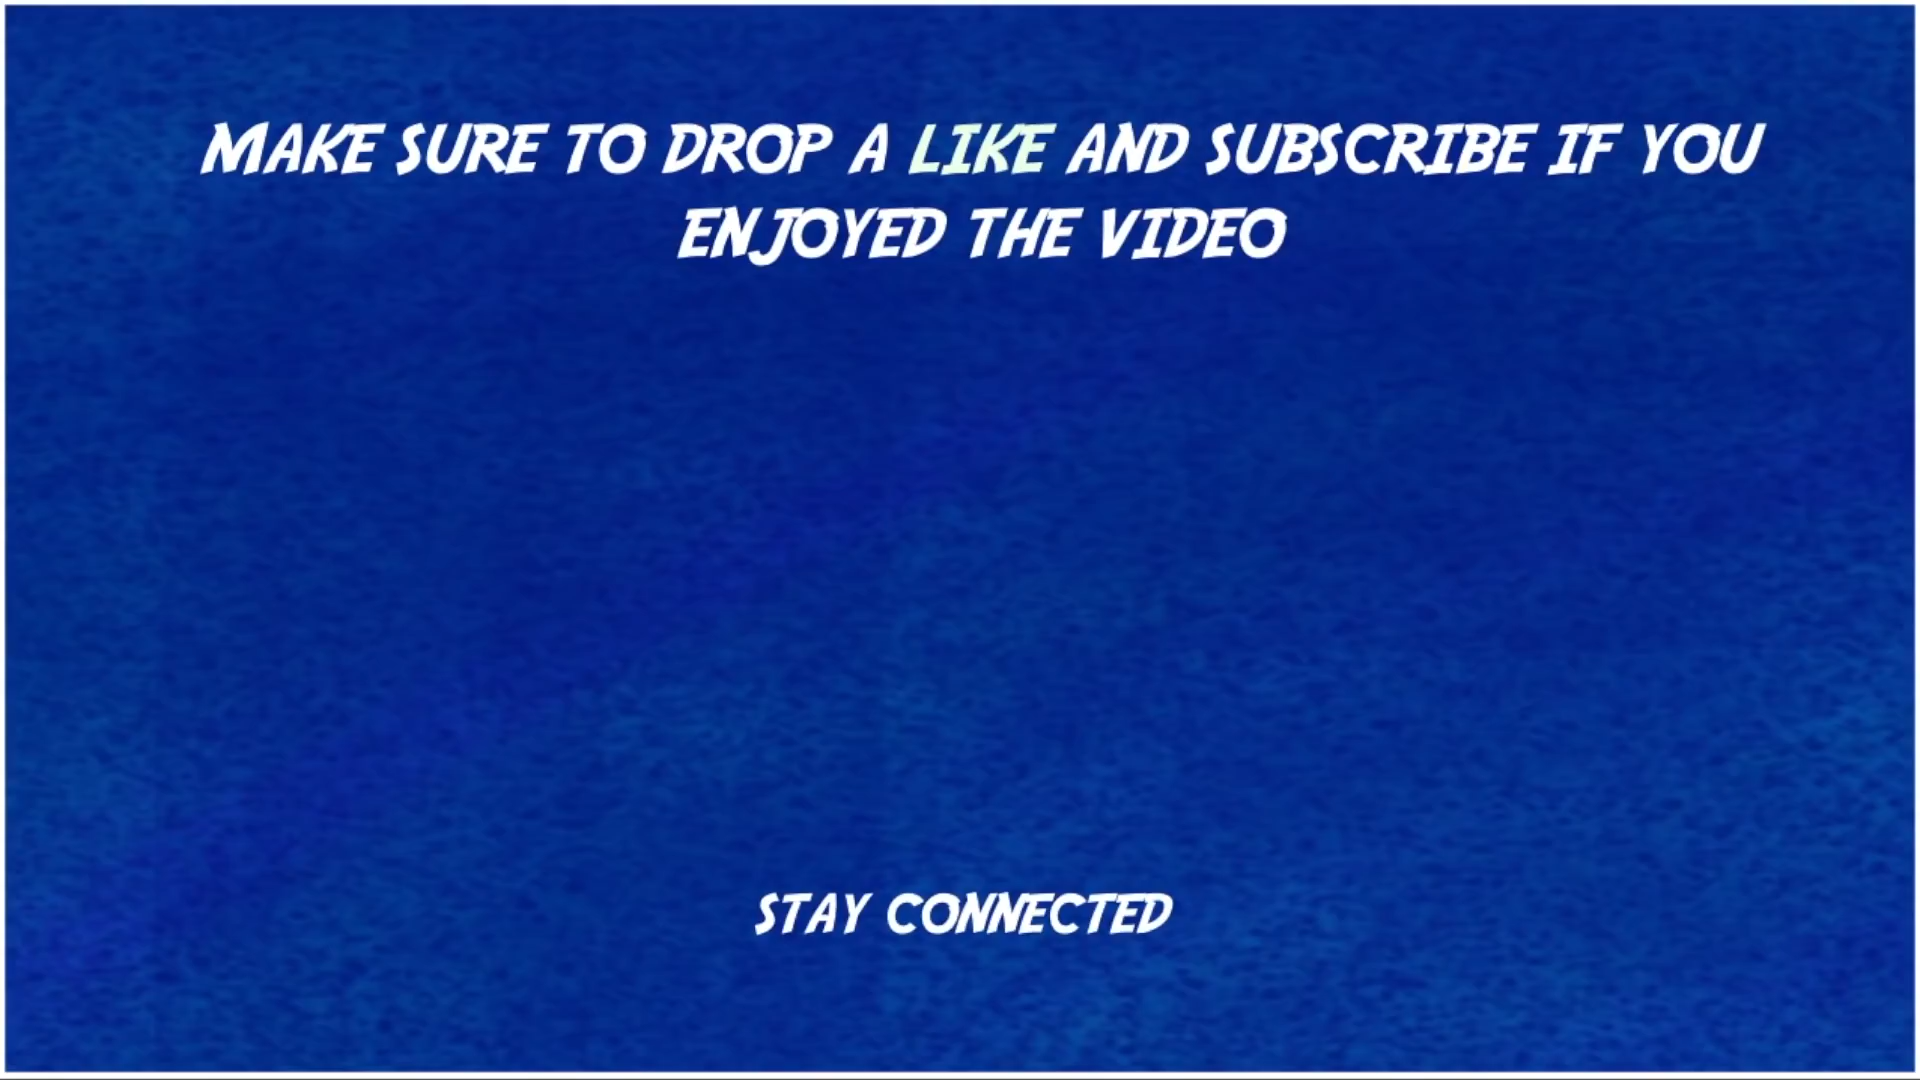 MAKE SURE TO DROP A LIKE AND SUBSCRIBE IF YOU
ENJOYED THE VIDEO
STAY CONNECTED